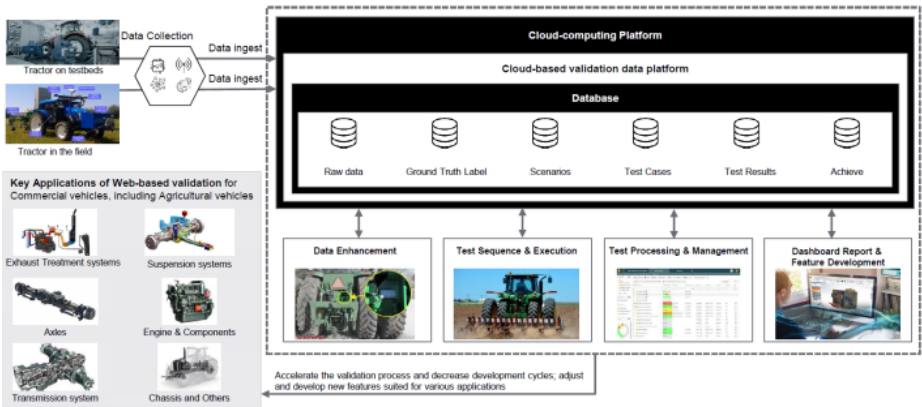 Tractor on testbeds
Tractor in the field
Data Collection
Data ingest
Data ingest
Cloud-computing Platform
Cloud-based validation data platform
Database
Raw data
Ground Truth Label
Scenarios
Test Cases
Test Results
Achieve
Data Enhancement
Test Sequence & Execution
Test Processing & Management
Dashboard Report &
Feature Development
Key Applications of Web-based validation for
Commercial vehicles, including Agricultural vehicles
Exhaust Treatment systems
Suspension systems
Axles
Engine & Components
Transmission system
Chassis and Others
Accelerate the validation process and decrease development cycles; adjust
and develop new features suited for various applications